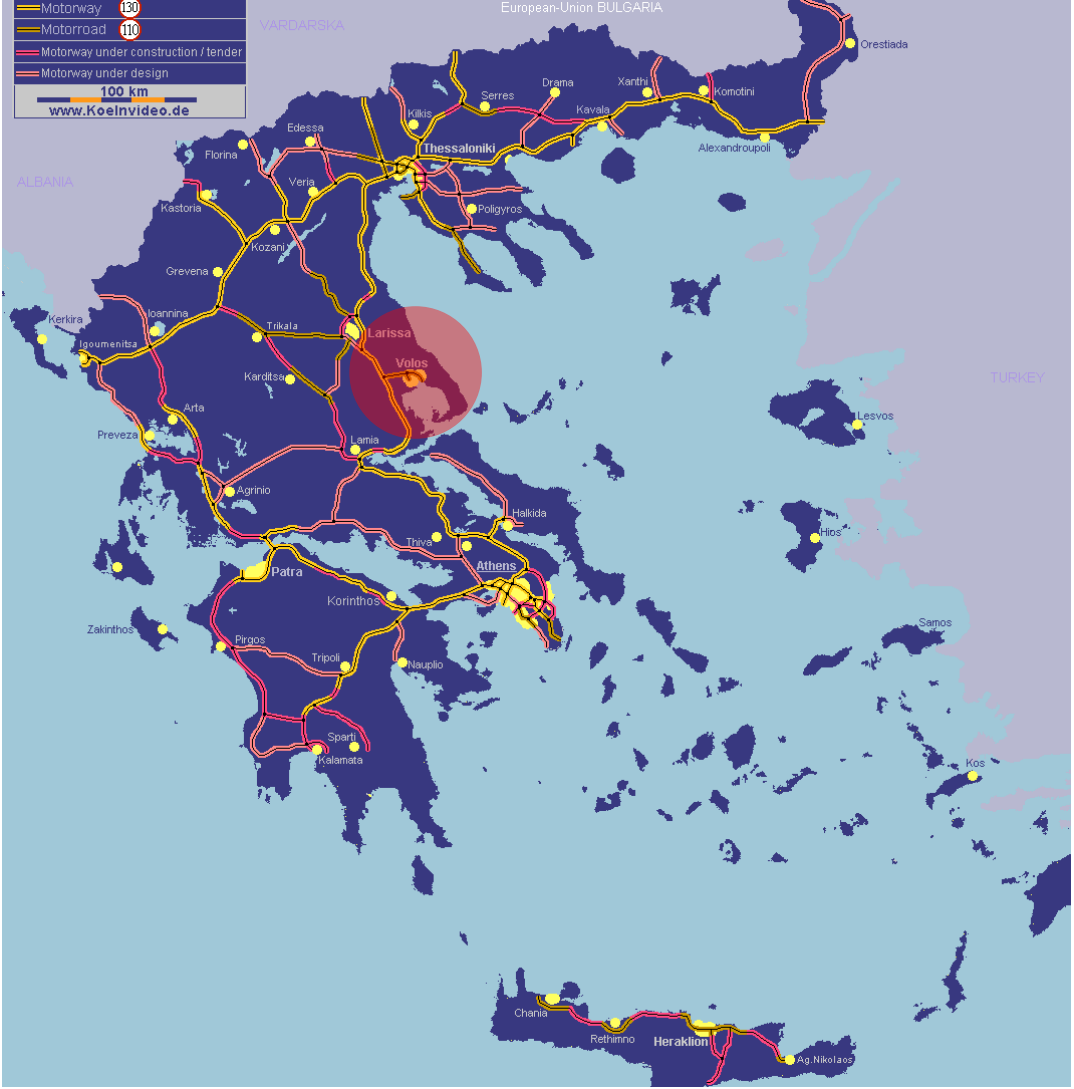 Motorway 130
Motorroad 110
Motorway under construction / tender
Motorway under design
100 km
www.Koelnvideo.de
European-Union BULGARIA
VARDARSKA
ALBANIA
TURKEY
Orestiada
Drama
Xanthi
Komotini
Serres
Kavala
Kilkis
Edessa
Alexandroupoli
Thessaloniki
Florina
Veria
Kastoria
Poligyros
Kozani
Grevena
Kerkira
Ioannina
Trikala
Larissa
Igoumenitsa
Volos
Karditsa
Arta
Lesvos
Preveza
Lamia
Agrinio
Halkida
Hios
Thiva
Athens
Patra
Korinthos
Zakinthos
Samos
Pirgos
Tripoli
Nauplio
Sparti
Kalamata
Kos
Chania
Rethimno
Heraklion
Ag.Nikolaos